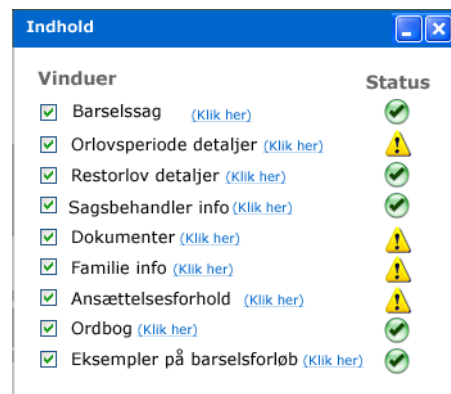 Indhold
Vinduer Status
Barselssag (Klik her)
Orlovsperiode detaljer (Klik her)
Restorlov detaljer (Klik her)
Sagsbehandler info (Klik her)
Dokumenter (Klik her)
Familie info (Klik her)
Ansættelsesforhold (Klik her)
Ordbog (Klik her)
Eksempler på barselsforløb (Klik her)